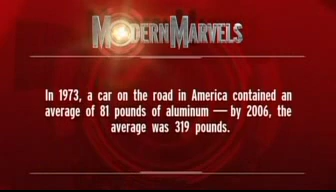 MODERN MARVELS
In 1973, a car on the road in America contained an
average of 81 pounds of aluminum — by 2006, the
average was 319 pounds.